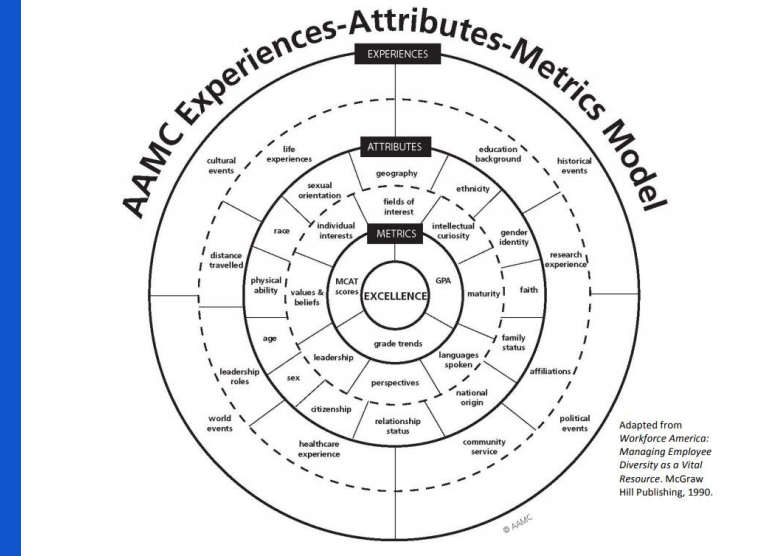 AAMC Experiences-Attributes-Metrics Model
EXPERIENCES
cultural
events
historical
events
world
events
political
events
life
experiences
education
background
distance
travelled
research
experience
leadership
roles
affiliations
healthcare
experience
community
service
ATTRIBUTES
geography
sexual
orientation
ethnicity
race
gender
identity
physical
ability
faith
age
family
status
sex
national
origin
citizenship
relationship
status
fields of
interest
individual
interests
intellectual
curiosity
values &
beliefs
maturity
leadership
languages
spoken
perspectives
METRICS
MCAT
scores
GPA
EXCELLENCE
grade trends
Adapted from
Workforce America:
Managing Employee
Diversity as a Vital
Resource. McGraw
Hill Publishing, 1990.
© AAMC